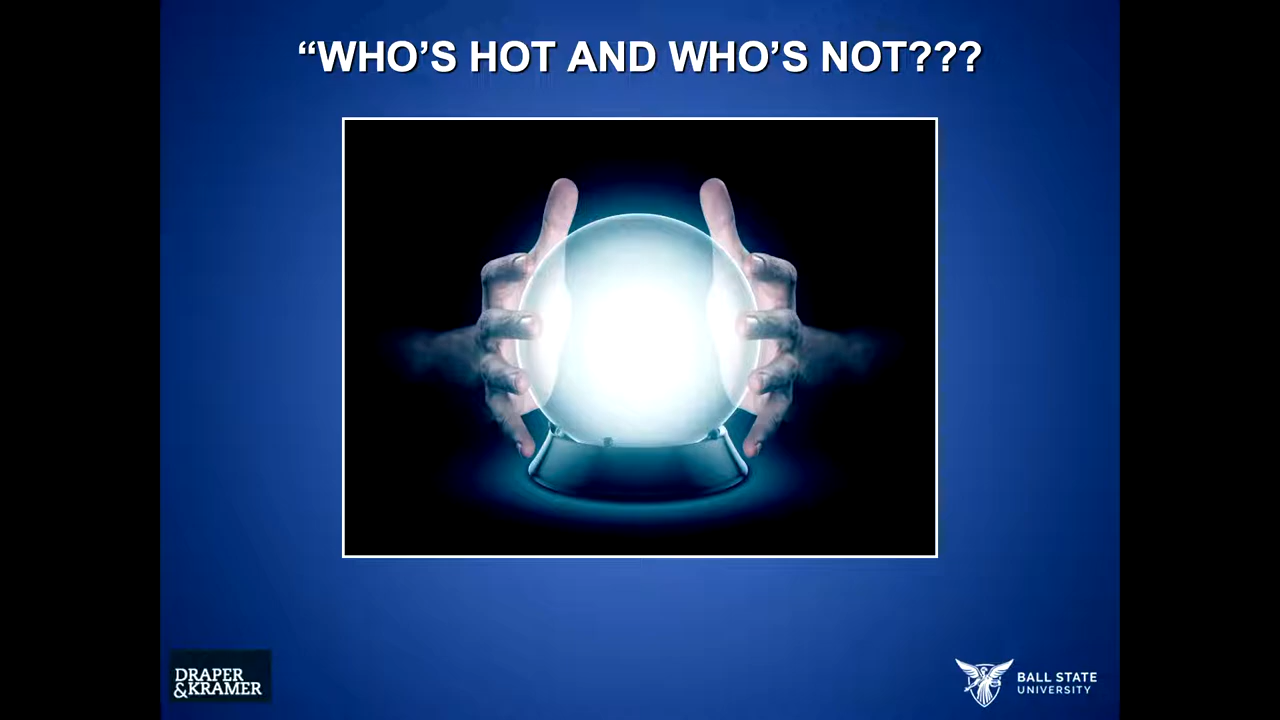 “WHO’S HOT AND WHO’S NOT???
DRAPER
&KRAMER
BALL STATE
UNIVERSITY